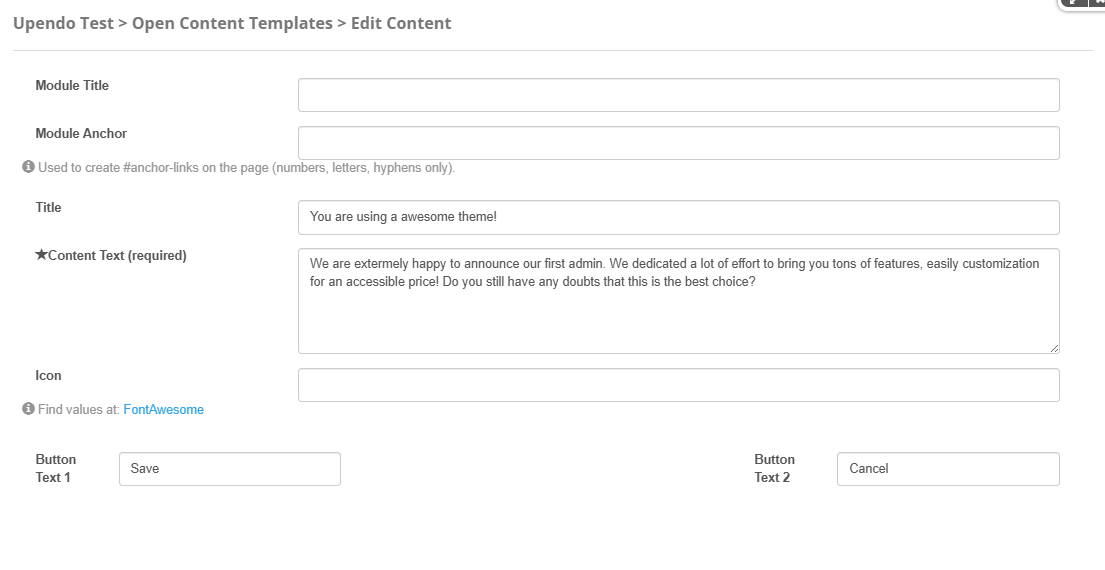 Upendo Test > Open Content Templates > Edit Content
Module Title
Module Anchor
Used to create #anchor-links on the page (numbers, letters, hyphens only).
Title
You are using a awesome theme!
★Content Text (required)
We are extermely happy to announce our first admin. We dedicated a lot of effort to bring you tons of features, easily customization
for an accessible price! Do you still have any doubts that this is the best choice?
Icon
Find values at: FontAwesome
Button
Text 1
Save
Button
Text 2
Cancel